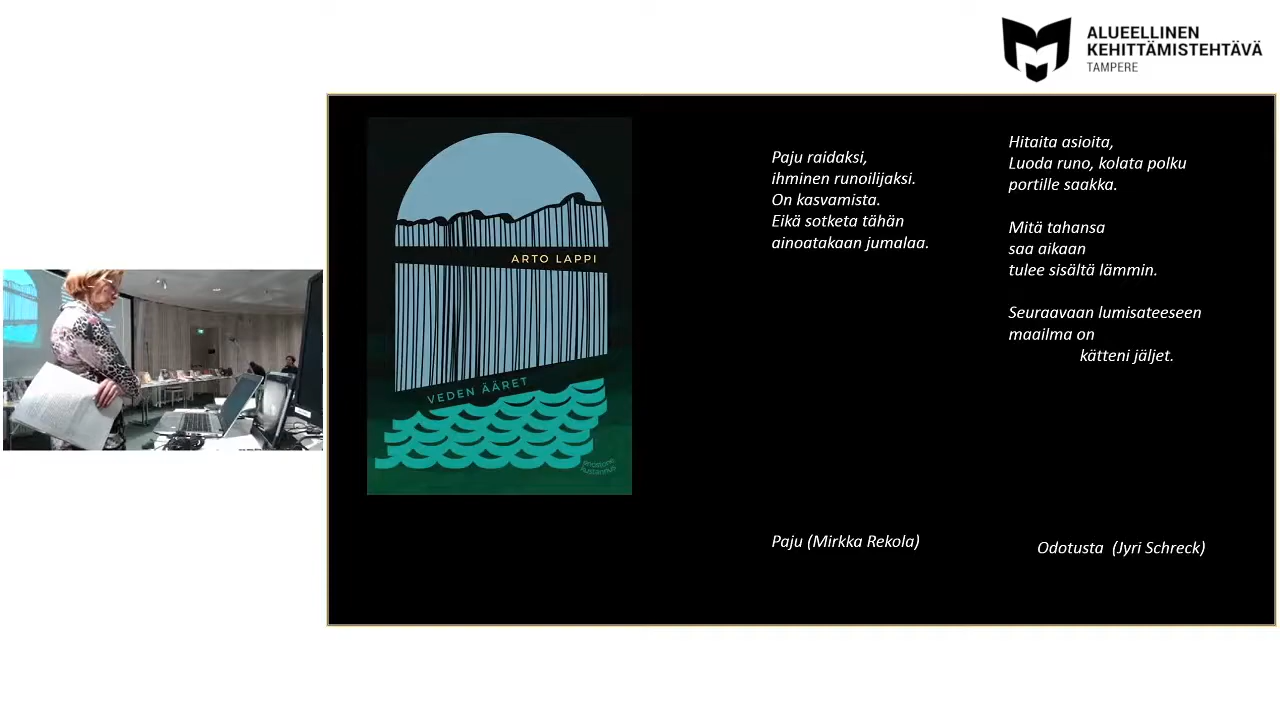 ALUEELLINEN
KEHITTÄMISTEHTÄVÄ
TAMPERE
ARTO LAPPI
VEDEN ÄÄRET
Paju raidaksi,
ihminen runoilijaksi.
On kasvamista.
Eikä sotketa tähän
ainoatakaan jumalaa.
Paju (Mirkka Rekola)
Hitaita asioita,
Luoda runo, kolata polku
portille saakka.
Mitä tahansa
saa aikaan
tulee sisältä lämmin.
Seuraavaan lumisateeseen
maailma on
kätteni jäljet.
Odotusta (Jyri Schreck)